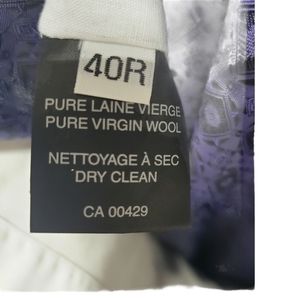 40R
PURE LAINE VIERGE
PURE VIRGIN WOOL
NETTOYAGE À SEC
DRY CLEAN
CA 00429